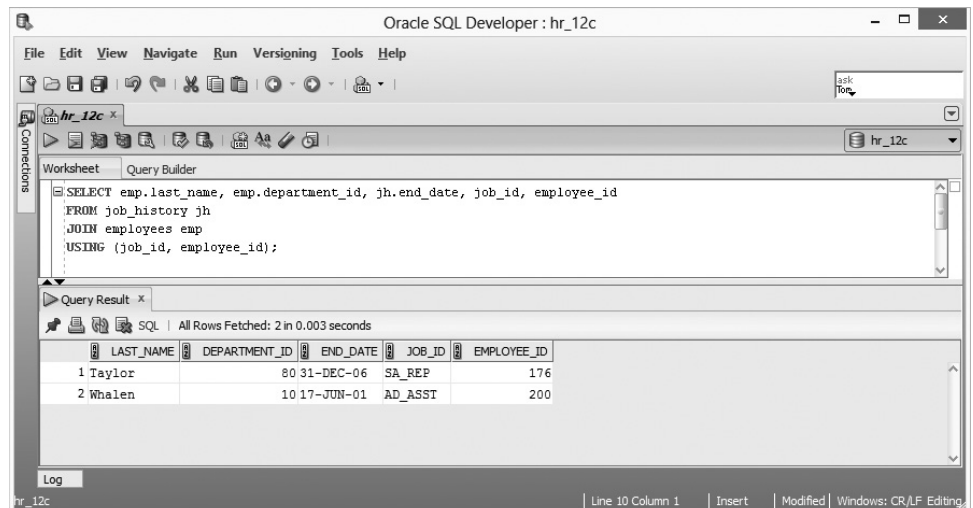 Oracle SQL Developer : hr_12c
File Edit View Navigate Run Versioning Tools Help
ask
Tom
hr_12c
Connections
hr_12c
Worksheet Query Builder
SELECT emp.last_name, emp.department_id, jh.end_date, job_id, employee_id
FROM job_history jh
JOIN employees emp
USING (job_id, employee_id);
Query Result x
SQL | All Rows Fetched: 2 in 0.003 seconds
LAST_NAME DEPARTMENT_ID END_DATE JOB_ID EMPLOYEE_ID
1 Taylor 80 31-DEC-06 SA_REP 176
2 Whalen 10 17-JUN-01 AD_ASST 200
Log
hr_12c Line 10 Column 1 Insert Modified Windows: CR/LF Editing